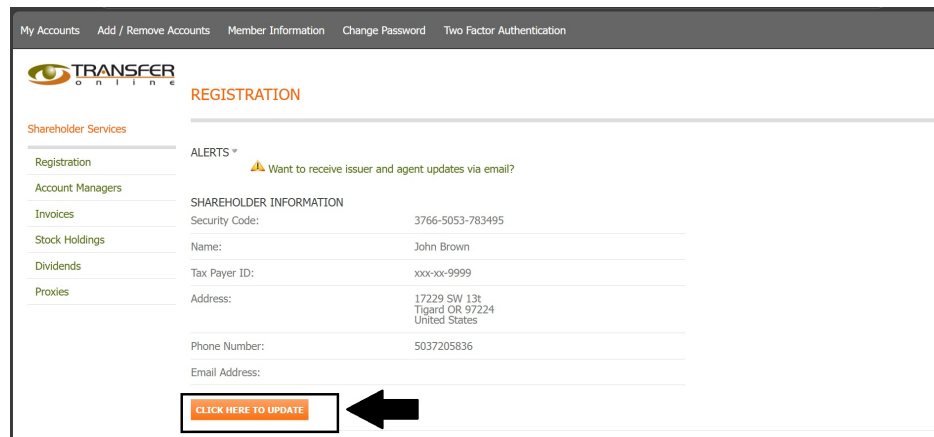 My Accounts Add / Remove Accounts Member Information Change Password Two Factor Authentication
TRANSFER
online
REGISTRATION
Shareholder Services
Registration
Account Managers
Invoices
Stock Holdings
Dividends
Proxies
ALERTS
Want to receive issuer and agent updates via email?
SHAREHOLDER INFORMATION
Security Code: 3766-5053-783495
Name: John Brown
Tax Payer ID: xxx-xx-9999
Address: 17229 SW 13t
Tigard OR 97224
United States
Phone Number: 5037205836
Email Address:
CLICK HERE TO UPDATE